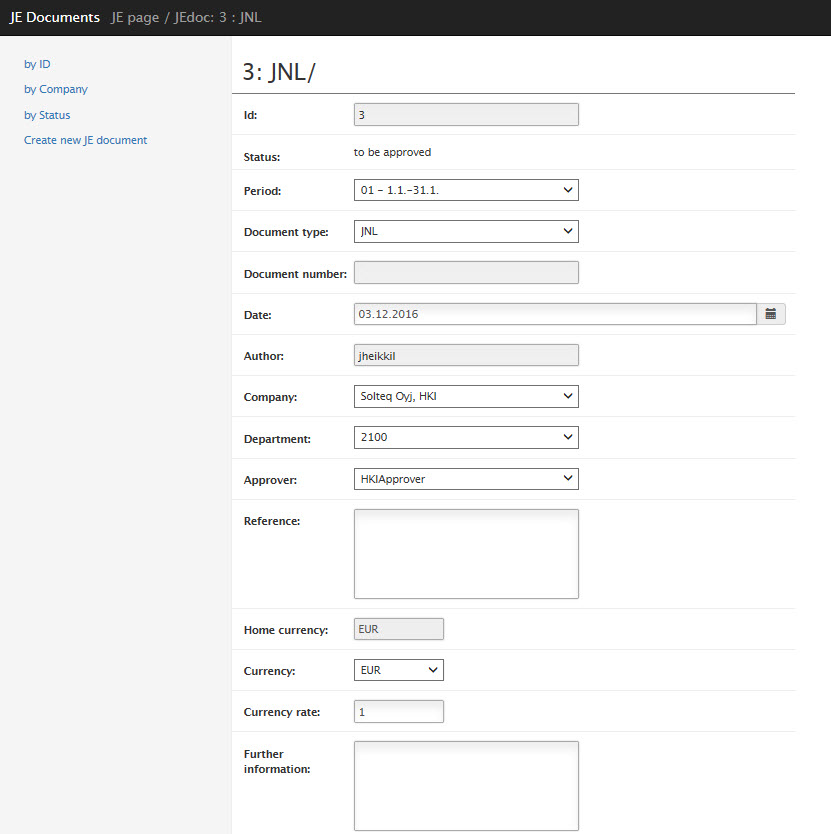 JE Documents JE page / JEdoc: 3 : JNL
by ID
by Company
by Status
Create new JE document
3: JNL/
Id: 3
Status: to be approved
Period: 01 - 1.1.-31.1.
Document type: JNL
Document number:
Date: 03.12.2016
Author: jheikkil
Company: Solteq Oyj, HKI
Department: 2100
Approver: HKIApprover
Reference:
Home currency: EUR
Currency: EUR
Currency rate: 1
Further
information: